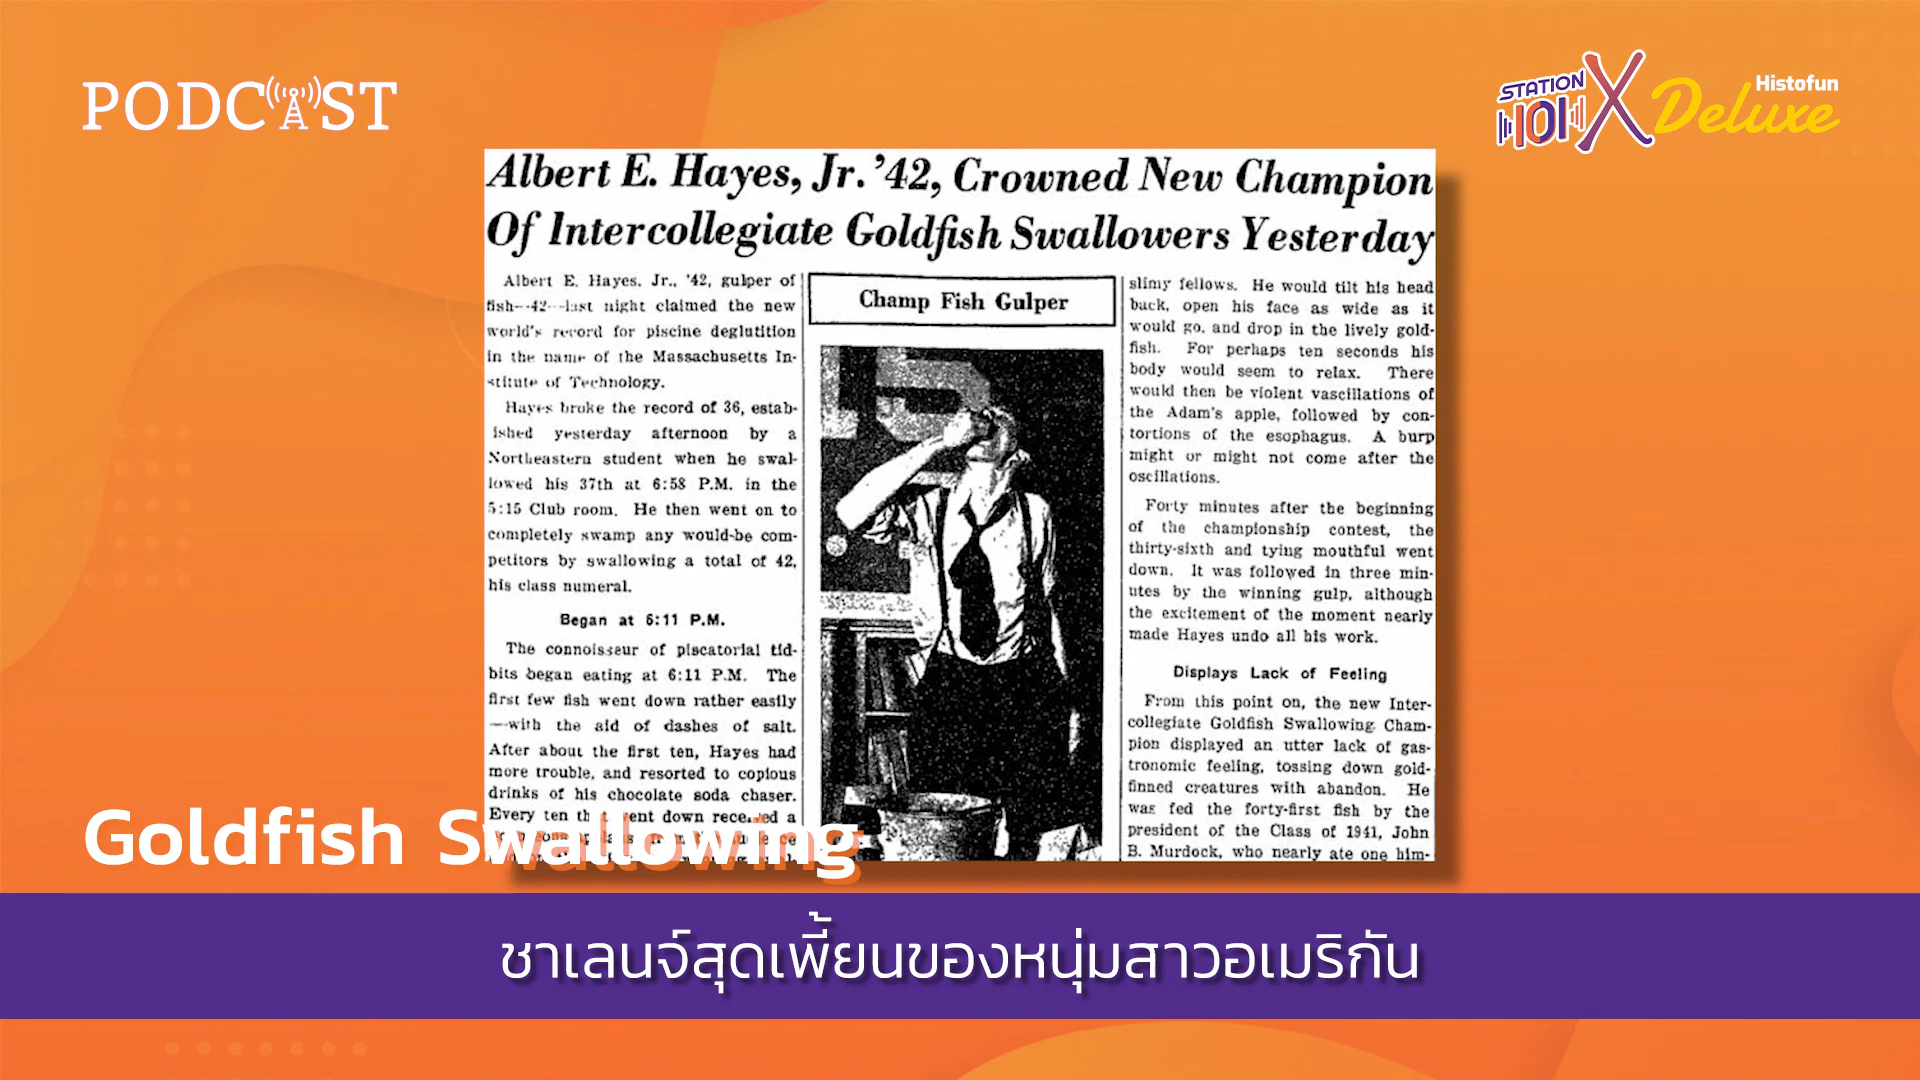 PODCAST
STATION
HOH X Deluxe
Histofun
Albert E. Hayes, Jr. '42, Crowned New Champion
Of Intercollegiate Goldfish Swallowers Yesterday
Albert E. Hayes, Jr., '42, gulper of
fish--42--last night claimed the new
world's record for piscine deglutition
in the name of the Massachusetts In-
stitute of Technology.
Hayes broke the record of 36, estab-
lished yesterday afternoon by a
Northeastern student when he swal-
lowed his 37th at 6:58 P.M. in the
5:15 Club room. He then went on to
completely swamp any would-be com-
petitors by swallowing a total of 42,
his class numeral.
Began at 6:11 P.M.
The connoisseur of piscatorial tid-
bits began eating at 6:11 P.M. The
first few fish went down rather easily
—with the aid of dashes of salt.
After about the first ten, Hayes had
more trouble, and resorted to copious
drinks of his chocolate soda chaser.
Every ten went down a
Champ Fish Gulper
slimy fellows. He would tilt his head
back, open his face as wide as it
would go, and drop in the lively gold-
fish. For perhaps ten seconds his
body would seem to relax. There
would then be violent vascillations of
the Adam's apple, followed by con-
tortions of the esophagus. A burp
might or might not come after the
oscillations.
Forty minutes after the beginning
of the championship contest, the
thirty-sixth and tying mouthful went
down. It was followed in three min-
utes by the winning gulp, although
the excitement of the moment nearly
made Hayes undo all his work.
Displays Lack of Feeling
From this point on, the new Inter-
collegiate Goldfish Swallowing Cham-
pion displayed an utter lack of gas-
tronomic feeling, tossing down gold-
finned creatures with abandon. He
was fed the forty-first fish by the
president of the Class of 1941, John
B. Murdock, who nearly ate one him-
Goldfish Swallowing
ชาเลนจ์สุดเพี้ยนของหนุ่มสาวอเมริกัน